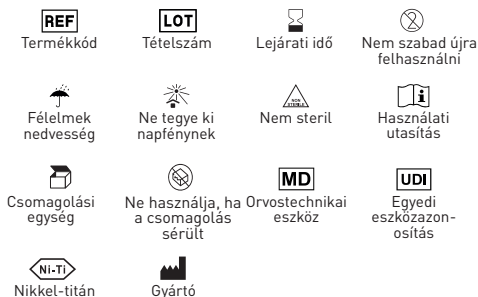 REF
LOT
Termékkód
Tételszám
Lejárati idő
Nem szabad újra
felhasználni
2
NON
STERILE
i
Félelmek
nedvesség
Ne tegye ki
napfénynek
Nem steril
Használati
utasítás
MD
UDI
Csomagolási
egység
Ne használja, ha
a csomagolás
sérült
Orvostechnikai
eszköz
Egyedi
eszközazon-
osítás
Ni-Ti
Nikkel-titán
Gyártó